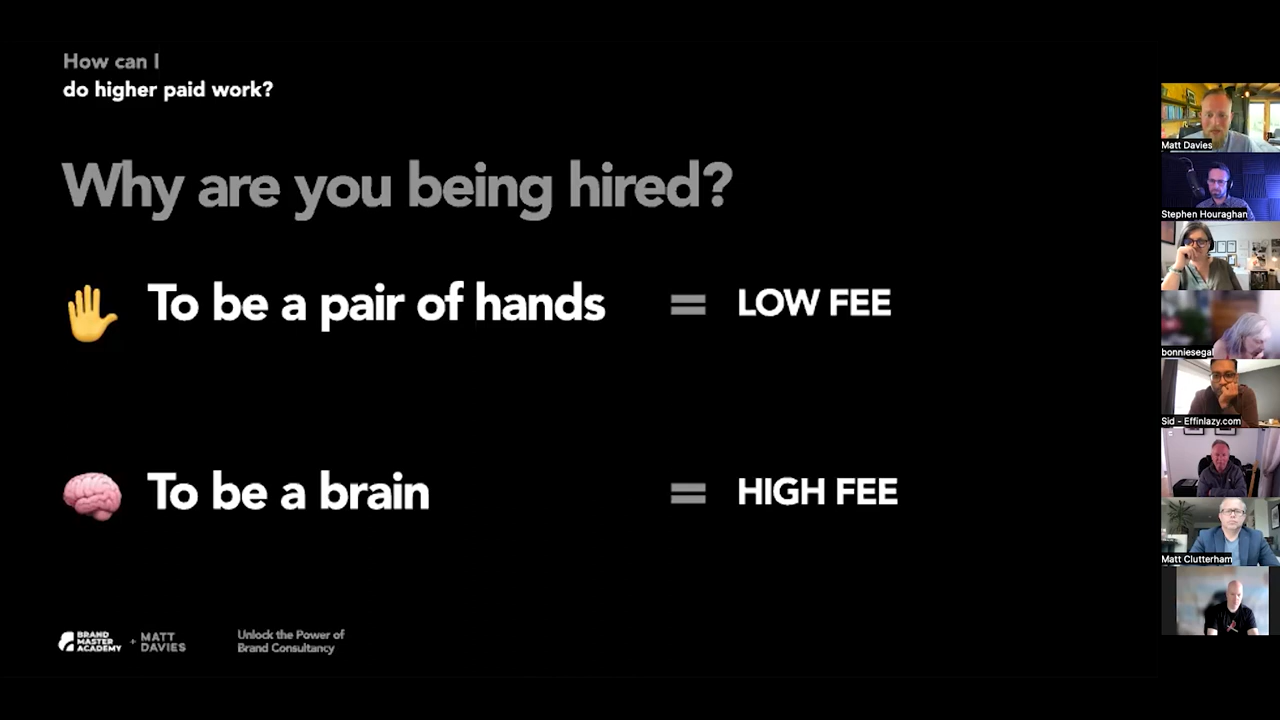 How can I
do higher paid work?
Why are you being hired?
To be a pair of hands = LOW FEE
To be a brain = HIGH FEE
BRAND
MASTER
ACADEMY
+
MATT
DAVIES
Unlock the Power of
Brand Consultancy
Matt Davies
Stephen Houraghan
bonniesegal
Sid - Effinlazy.com
Matt Clutterham